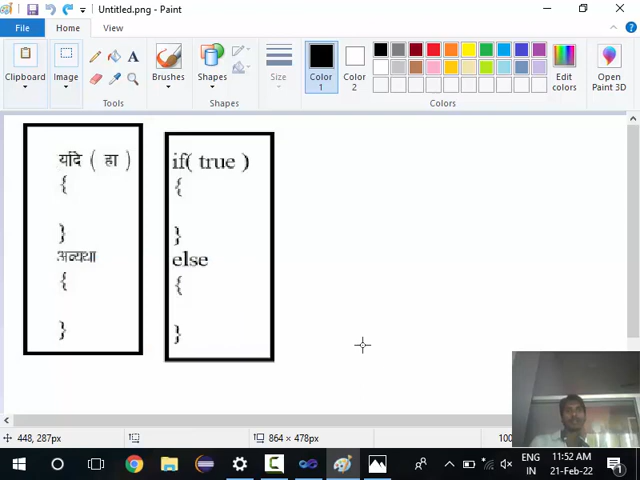 Untitled.png - Paint
File
Home
View
Clipboard
Image
Tools
Brushes
Shapes
Shapes
Size
Color 1
Color 2
Colors
Edit colors
Open Paint 3D
यदि ( हा )
{
}
अन्यथा
{
}
if( true )
{
}
else
{
}
448, 287px
864 × 478px
100
ENG
IN
11:52 AM
21-Feb-22
1